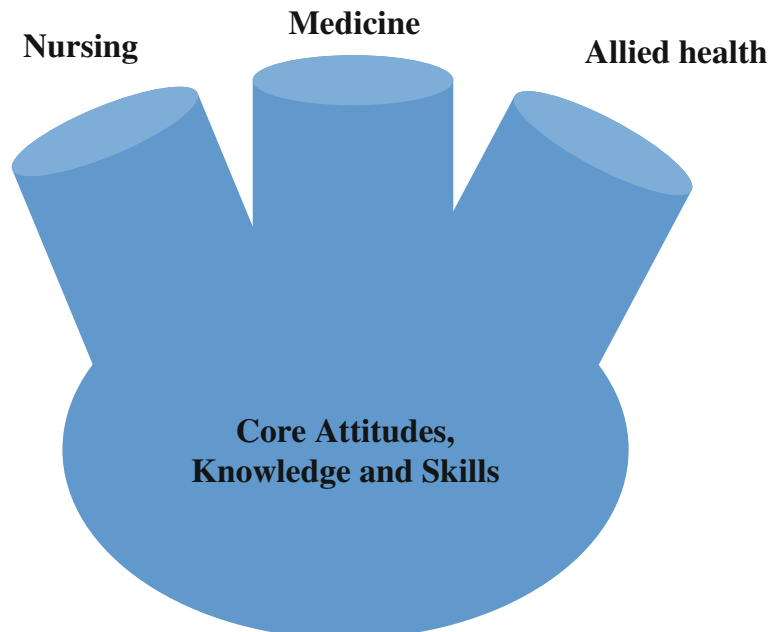 Nursing
Medicine
Allied health
Core Attitudes,
Knowledge and Skills